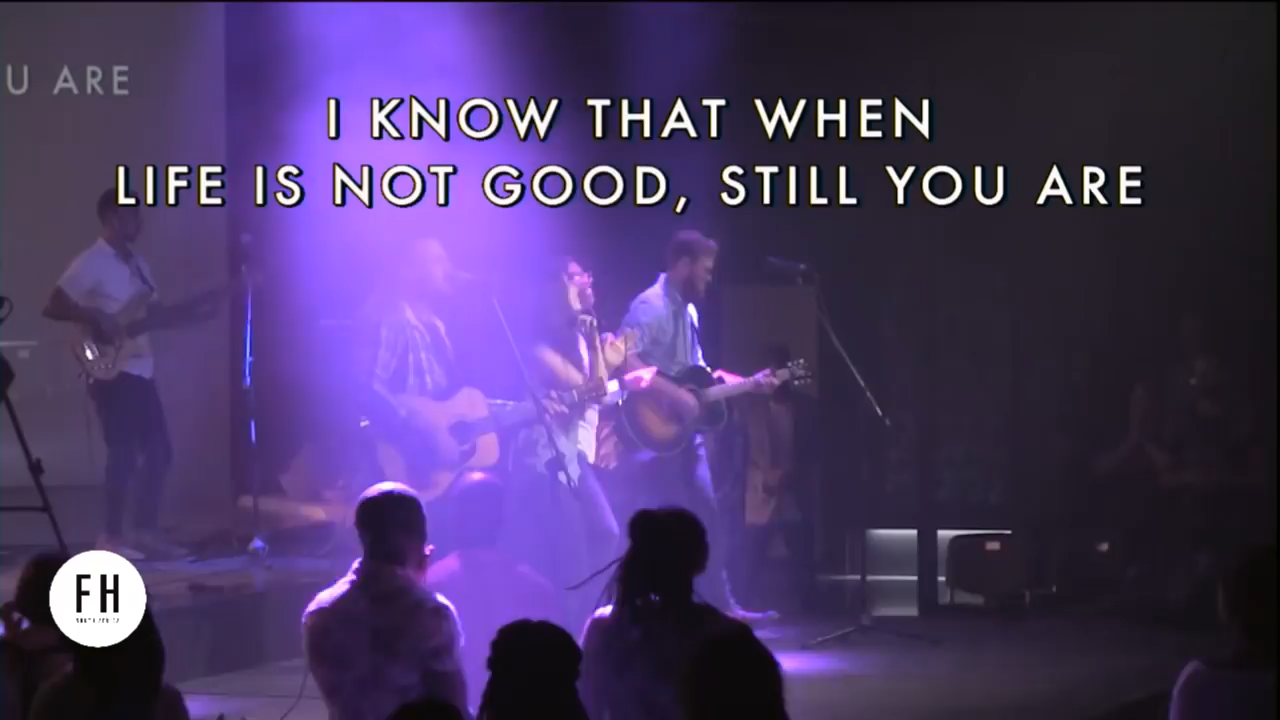 U ARE
I KNOW THAT WHEN
LIFE IS NOT GOOD, STILL YOU ARE
FH